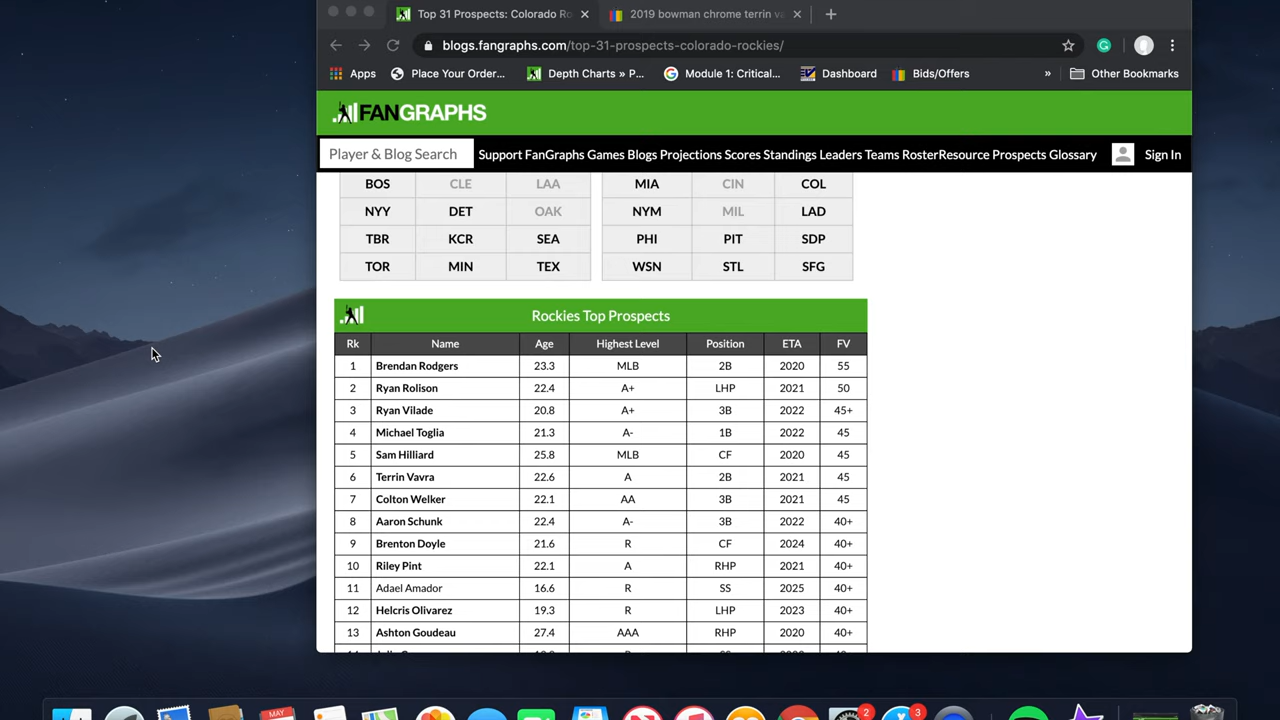 Top 31 Prospects: Colorado Ro
2019 bowman chrome terrin va
blogs.fangraphs.com/top-31-prospects-colorado-rockies/
Apps Place Your Order... Depth Charts » P... Module 1: Critical... Dashboard Bids/Offers » Other Bookmarks
FANGRAPHS
Player & Blog Search Support FanGraphs Games Blogs Projections Scores Standings Leaders Teams RosterResource Prospects Glossary Sign In
BOS CLE LAA MIA CIN COL
NYY DET OAK NYM MIL LAD
TBR KCR SEA PHI PIT SDP
TOR MIN TEX WSN STL SFG
Rockies Top Prospects
Rk Name Age Highest Level Position ETA FV
1 Brendan Rodgers 23.3 MLB 2B 2020 55
2 Ryan Rolison 22.4 A+ LHP 2021 50
3 Ryan Vilade 20.8 A+ 3B 2022 45+
4 Michael Toglia 21.3 A- 1B 2022 45
5 Sam Hilliard 25.8 MLB CF 2020 45
6 Terrin Vavra 22.6 A 2B 2021 45
7 Colton Welker 22.1 AA 3B 2021 45
8 Aaron Schunk 22.4 A- 3B 2022 40+
9 Brenton Doyle 21.6 R CF 2024 40+
10 Riley Pint 22.1 A RHP 2021 40+
11 Adael Amador 16.6 R SS 2025 40+
12 Helcris Olivarez 19.3 R LHP 2023 40+
13 Ashton Goudeau 27.4 AAA RHP 2020 40+
MAY
2
3